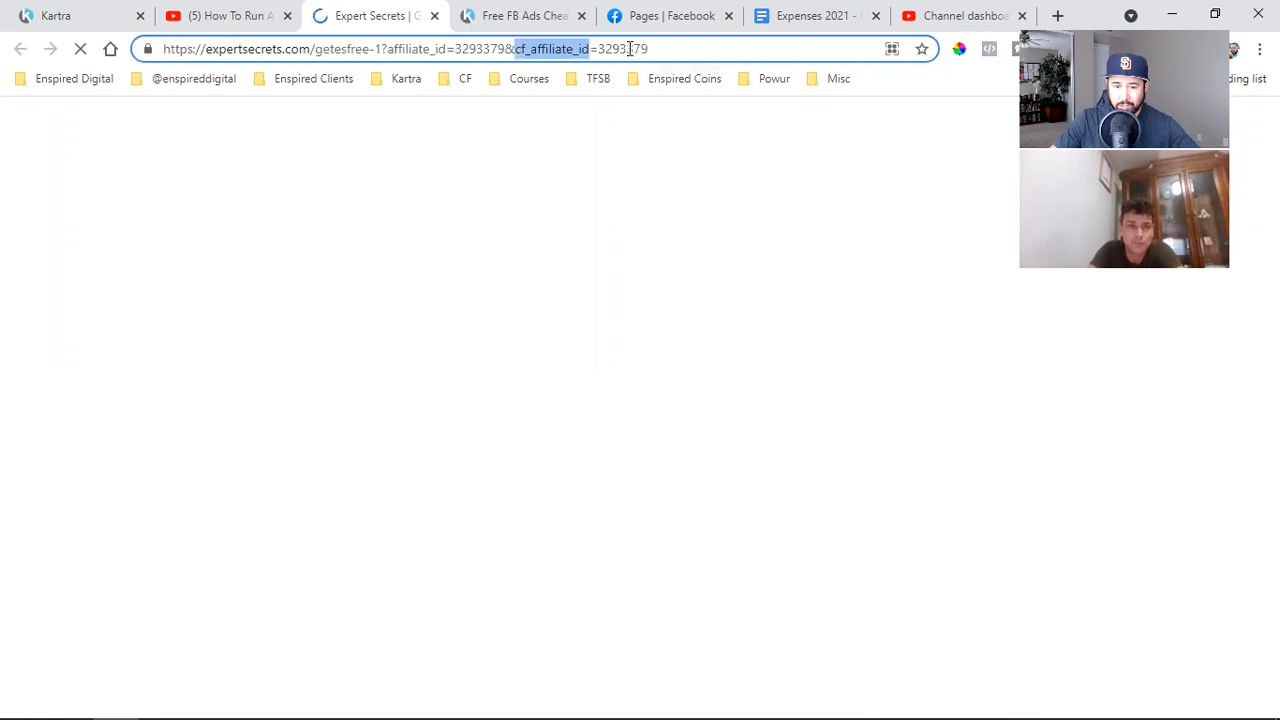 Kartra
(5) How To Run A
Expert Secrets | G
Free FB Ads Chea
Pages | Facebook
Expenses 2021 -
Channel dashboa
https://expertsecrets.com/getesfree-1?affiliate_id=3293379&cf_affiliate_id=3293379
Enspired Digital
@enspireddigital
Enspired Clients
Kartra
CF
Courses
TFSB
Enspired Coins
Powur
Misc
ding list